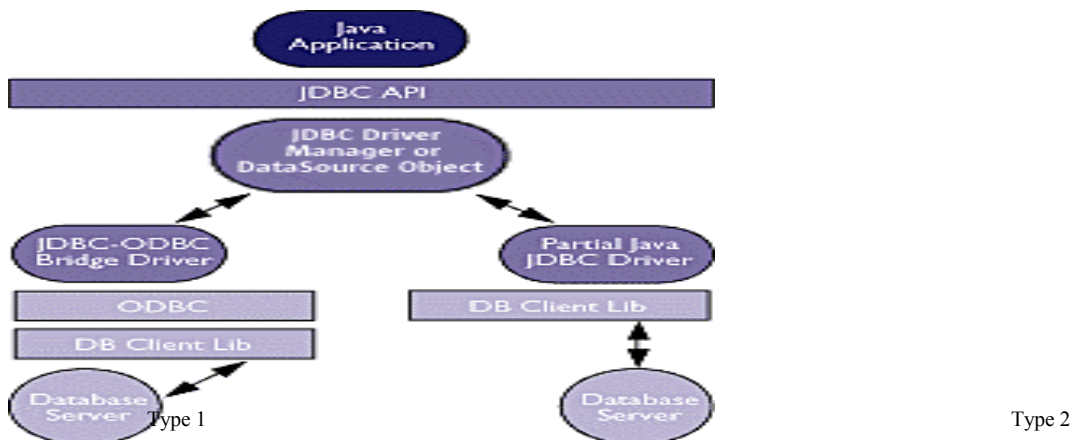 Java
Application
JDBC API
JDBC Driver
Manager or
DataSource Object
JDBC-ODBC
Bridge Driver
Partial Java
JDBC Driver
ODBC
DB Client Lib
DB Client Lib
Database
Server
Database
Server
Type 1
Type 2